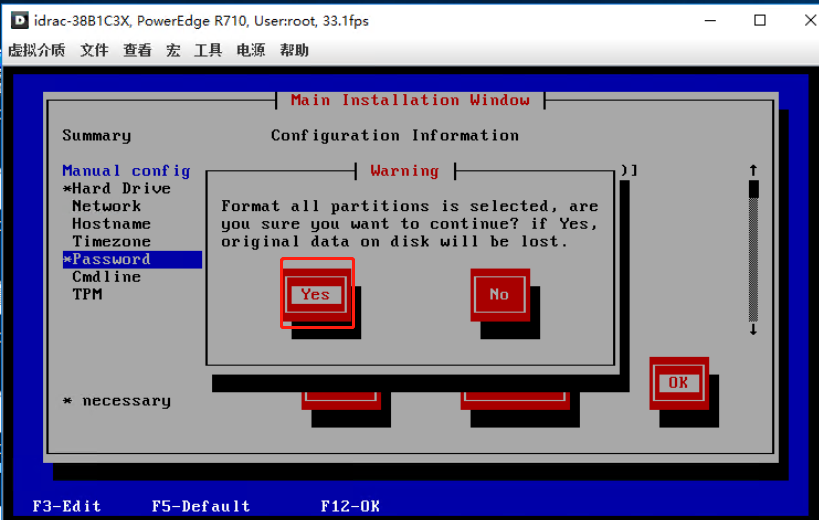 idrac-38B1C3X, PowerEdge R710, User:root, 33.1fps
虚拟介质 文件 查看 宏 工具 电源 帮助
Main Installation Window
Summary
Configuration Information
Manual config
*Hard Drive
Network
Hostname
Timezone
*Password
Cmdline
TPM
)]
↑
Warning
Format all partitions is selected, are
you sure you want to continue? if Yes,
original data on disk will be lost.
Yes
No
↓
OK
* necessary
F3-Edit F5-Default F12-OK